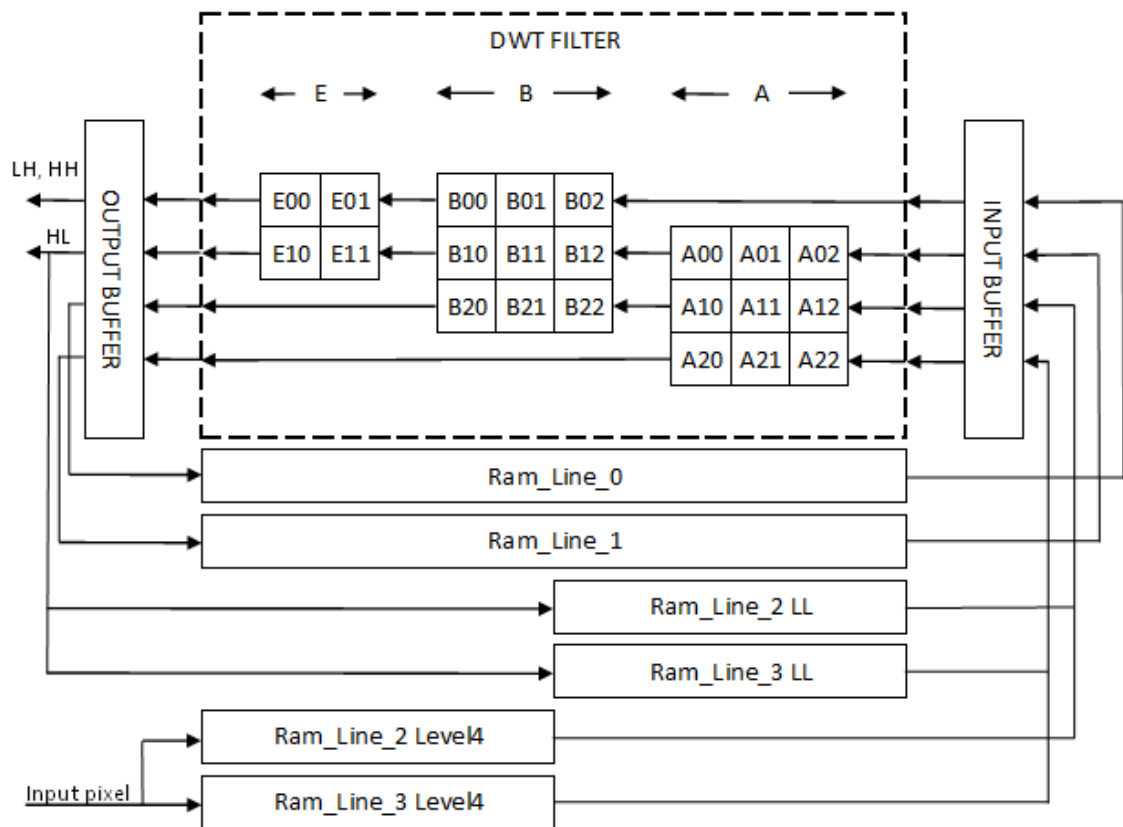 DWT FILTER
E B A
LH, HH
HL
OUTPUT BUFFER
INPUT BUFFER
E00 E01 B00 B01 B02
E10 E11 B10 B11 B12 A00 A01 A02
B20 B21 B22 A10 A11 A12
A20 A21 A22
Ram_Line_0
Ram_Line_1
Ram_Line_2 LL
Ram_Line_3 LL
Ram_Line_2 Level4
Input pixel
Ram_Line_3 Level4